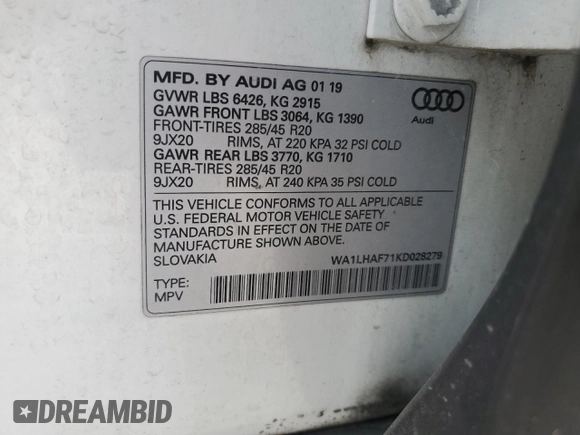 MFD. BY AUDI AG 01 19
GVWR LBS 6426, KG 2915
GAWR FRONT LBS 3064, KG 1390
FRONT-TIRES 285/45 R20
9JX20 RIMS, AT 220 KPA 32 PSI COLD
GAWR REAR LBS 3770, KG 1710
REAR-TIRES 285/45 R20
9JX20 RIMS, AT 240 KPA 35 PSI COLD
Audi
THIS VEHICLE CONFORMS TO ALL APPLICABLE
U.S. FEDERAL MOTOR VEHICLE SAFETY
STANDARDS IN EFFECT ON THE DATE OF
MANUFACTURE SHOWN ABOVE.
SLOVAKIA WA1LHAF71KD028279
TYPE:
MPV
DREAMBID